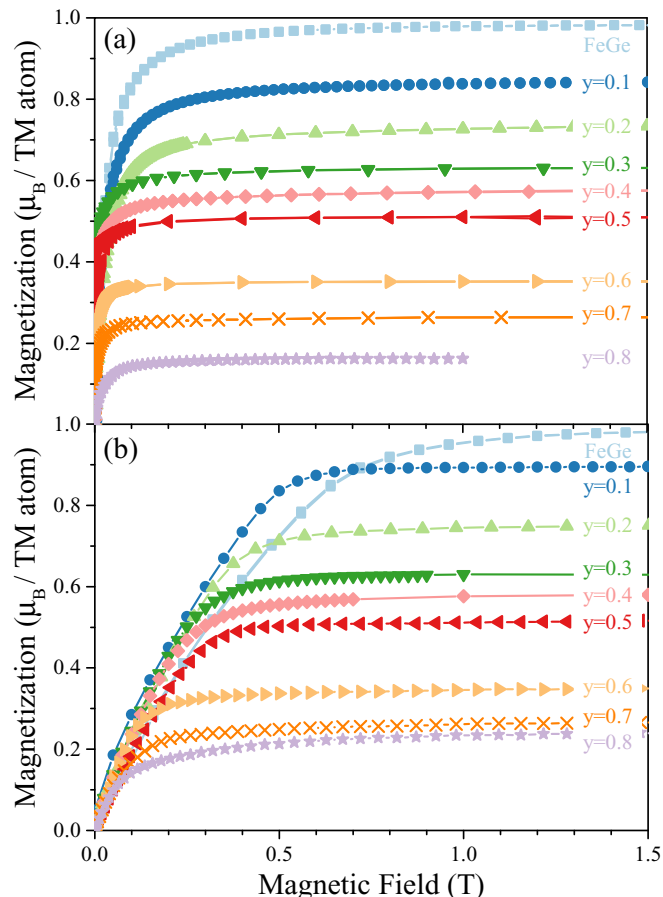 (a)
1.0
0.8
0.6
0.4
0.2
1.0
Magnetization (μB / TM atom)
FeGe
y=0.1
y=0.2
y=0.3
y=0.4
y=0.5
y=0.6
y=0.7
y=0.8
(b)
0.8
0.6
0.4
0.2
0.0
Magnetization (μB / TM atom)
FeGe
y=0.1
y=0.2
y=0.3
y=0.4
y=0.5
y=0.6
y=0.7
y=0.8
0.0 0.5 1.0 1.5
Magnetic Field (T)